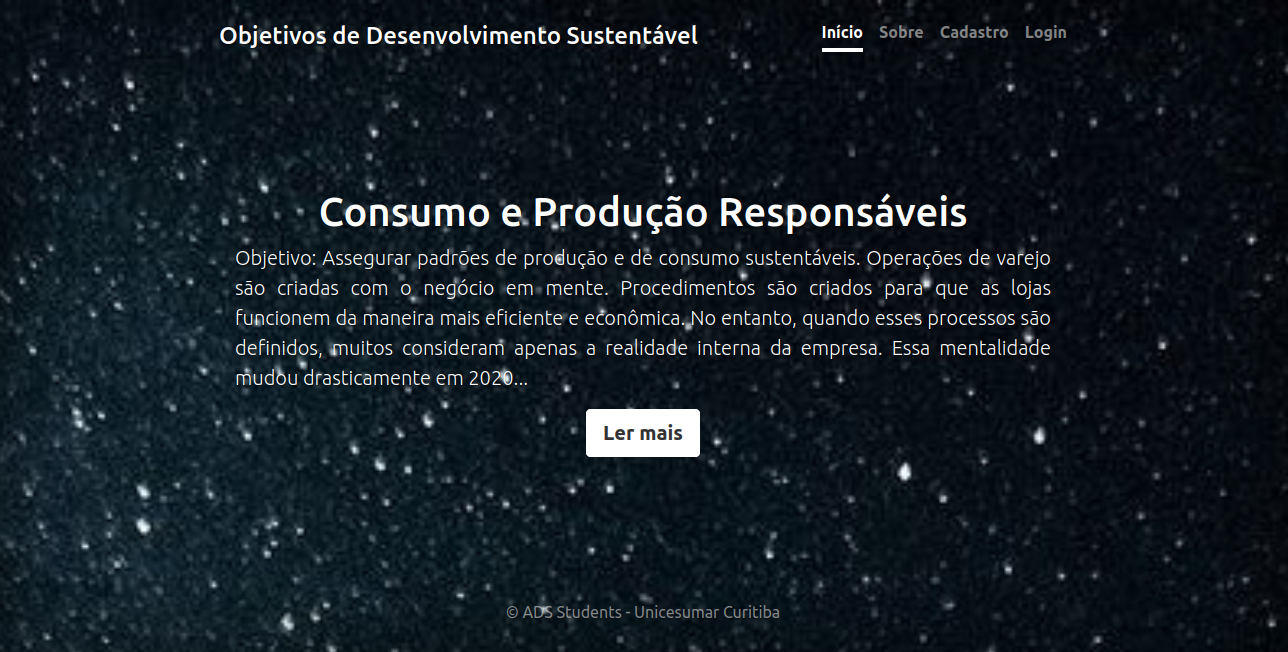 Objetivos de Desenvolvimento Sustentável
Início Sobre Cadastro Login
Consumo e Produção Responsáveis
Objetivo: Assegurar padrões de produção e de consumo sustentáveis. Operações de varejo
são criadas com o negócio em mente. Procedimentos são criados para que as lojas
funcionem da maneira mais eficiente e econômica. No entanto, quando esses processos são
definidos, muitos consideram apenas a realidade interna da empresa. Essa mentalidade
mudou drasticamente em 2020...
Ler mais
© ADS Students - Unicesumar Curitiba